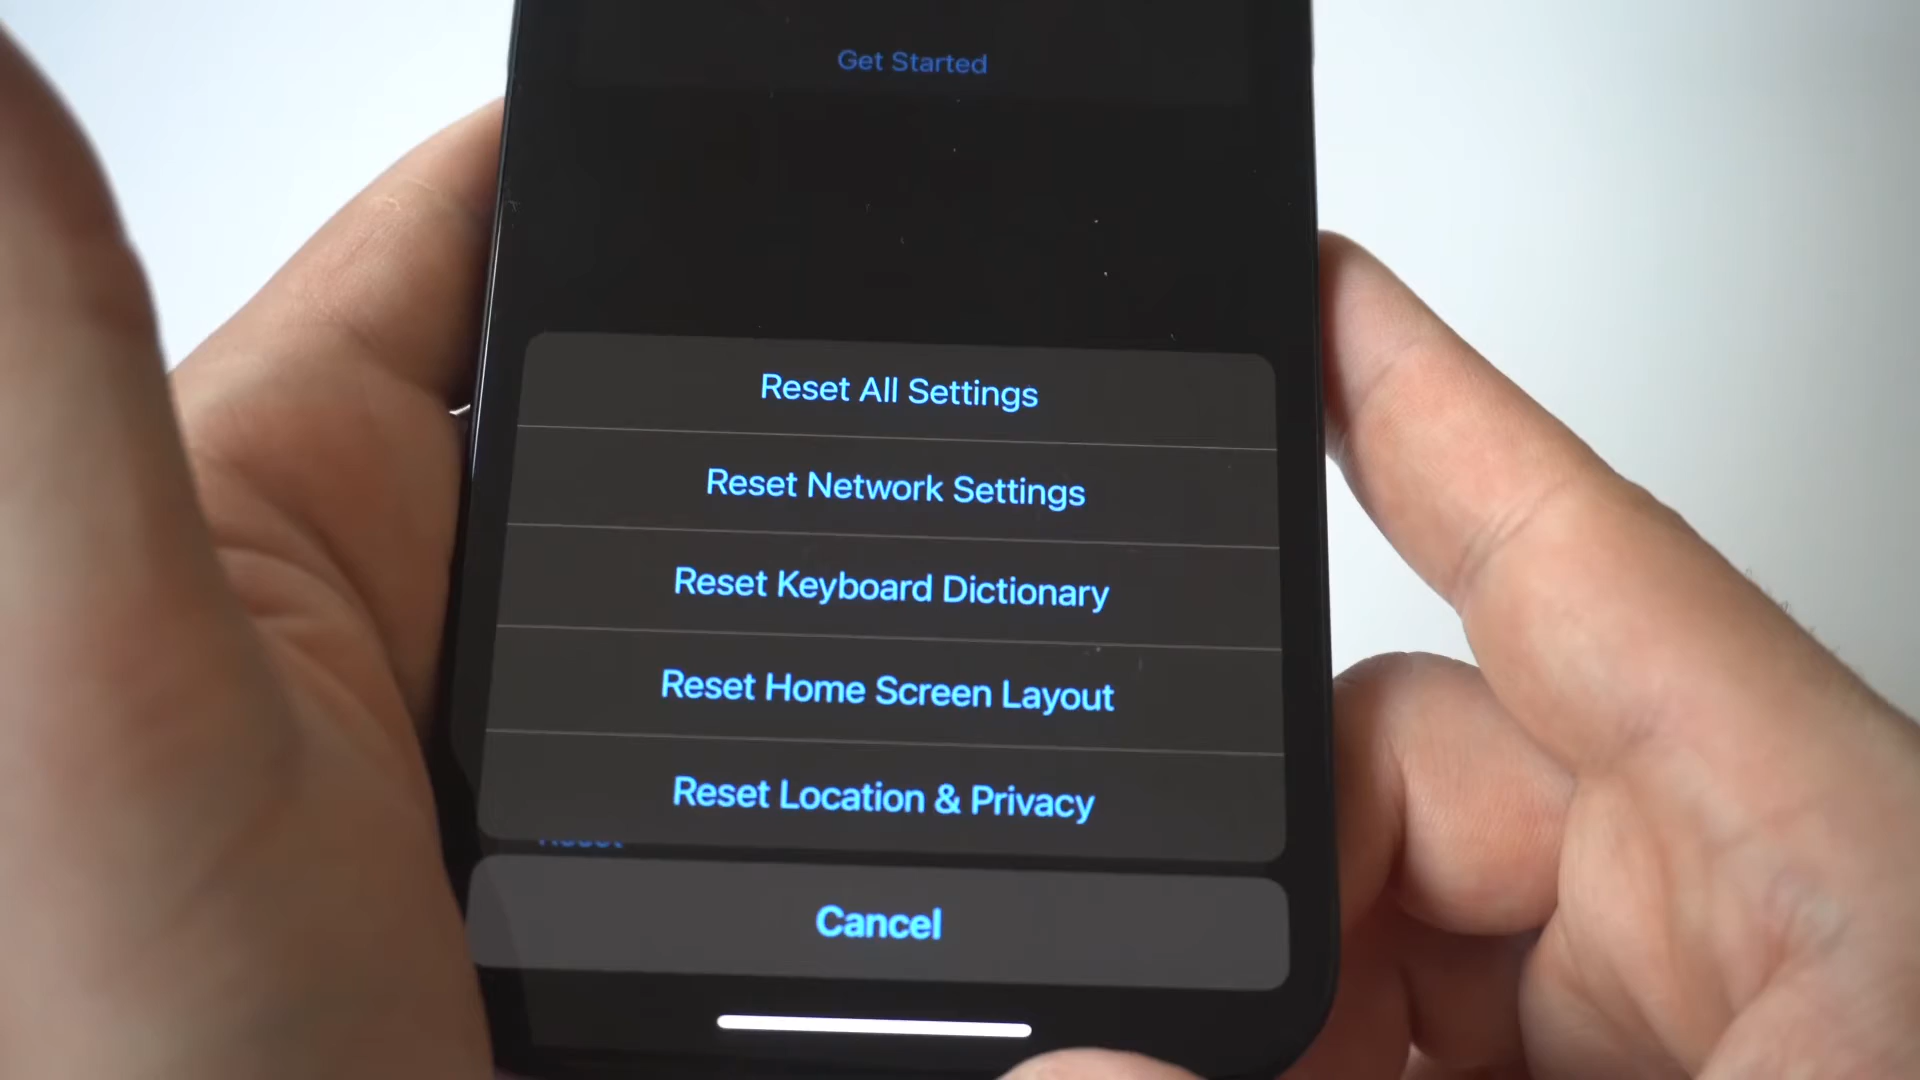 Get Started
Reset All Settings
Reset Network Settings
Reset Keyboard Dictionary
Reset Home Screen Layout
Reset Location & Privacy
Reset
Cancel